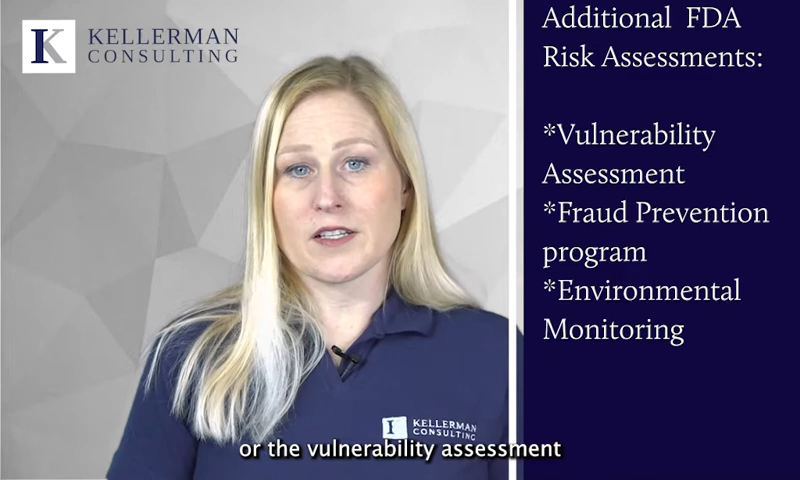 KELLERMAN
CONSULTING
Additional FDA
Risk Assessments:
*Vulnerability
Assessment
*Fraud Prevention
program
*Environmental
Monitoring
KELLERMAN
CONSULTING
or the vulnerability assessment